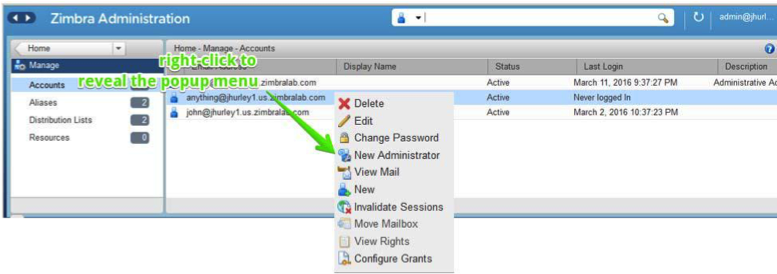 Zimbra Administration
admin@jhurl...
Home
Home - Manage - Accounts
Manage
right-click to
reveal the popup menu
Display Name
Status
Last Login
Description
Accounts
.zimbralab.com
Active
March 11, 2016 9:37:27 PM
Administrative Ac
Aliases
2
anything@jhurley1.us.zimbralab.com
Active
Never logged In
Distribution Lists
2
john@jhurley1.us.zimbralab.com
Active
March 2, 2016 10:37:23 PM
Resources
0
Delete
Edit
Change Password
New Administrator
View Mail
New
Invalidate Sessions
Move Mailbox
View Rights
Configure Grants